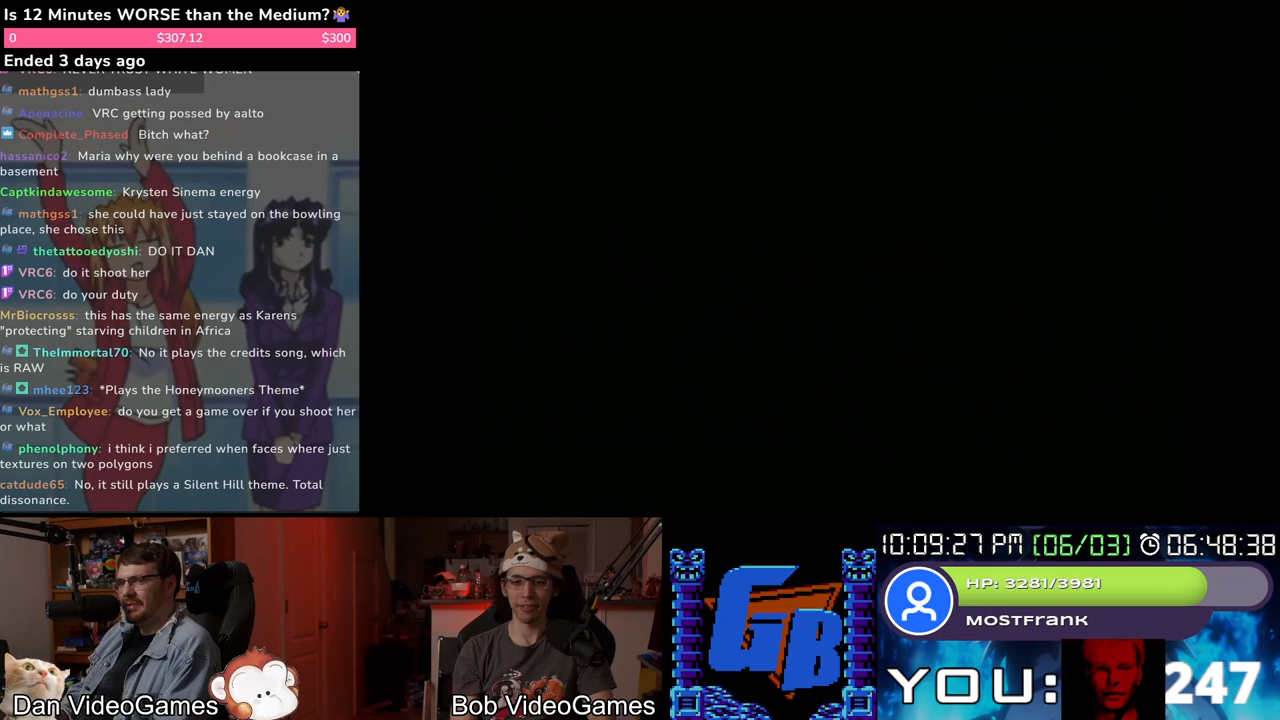 Is 12 Minutes WORSE than the Medium?🤷‍♀️
0 $307.12 $300
Ended 3 days ago
VRC6: NEVER TRUST WHITE WOMEN
mathgss1: dumbass lady
Apenacine: VRC getting possed by aalto
Complete_Phased: Bitch what?
hassanico2: Maria why were you behind a bookcase in a
basement
Captkindawesome: Krysten Sinema energy
mathgss1: she could have just stayed on the bowling
place, she chose this
thetattooedyoshi: DO IT DAN
VRC6: do it shoot her
VRC6: do your duty
MrBiocrosss: this has the same energy as Karens
"protecting" starving children in Africa
TheImmortal70: No it plays the credits song, which
is RAW
mhee123: *Plays the Honeymooners Theme*
Vox_Employee: do you get a game over if you shoot her
or what
phenolphony: i think i preferred when faces where just
textures on two polygons
catdude65: No, it still plays a Silent Hill theme. Total
dissonance.
Dan VideoGames
Bob VideoGames
GB
10:09:27 PM [06/03] ⏰ 06:48:38
HP: 3281/3981
MOSTFrank
YOU: 247